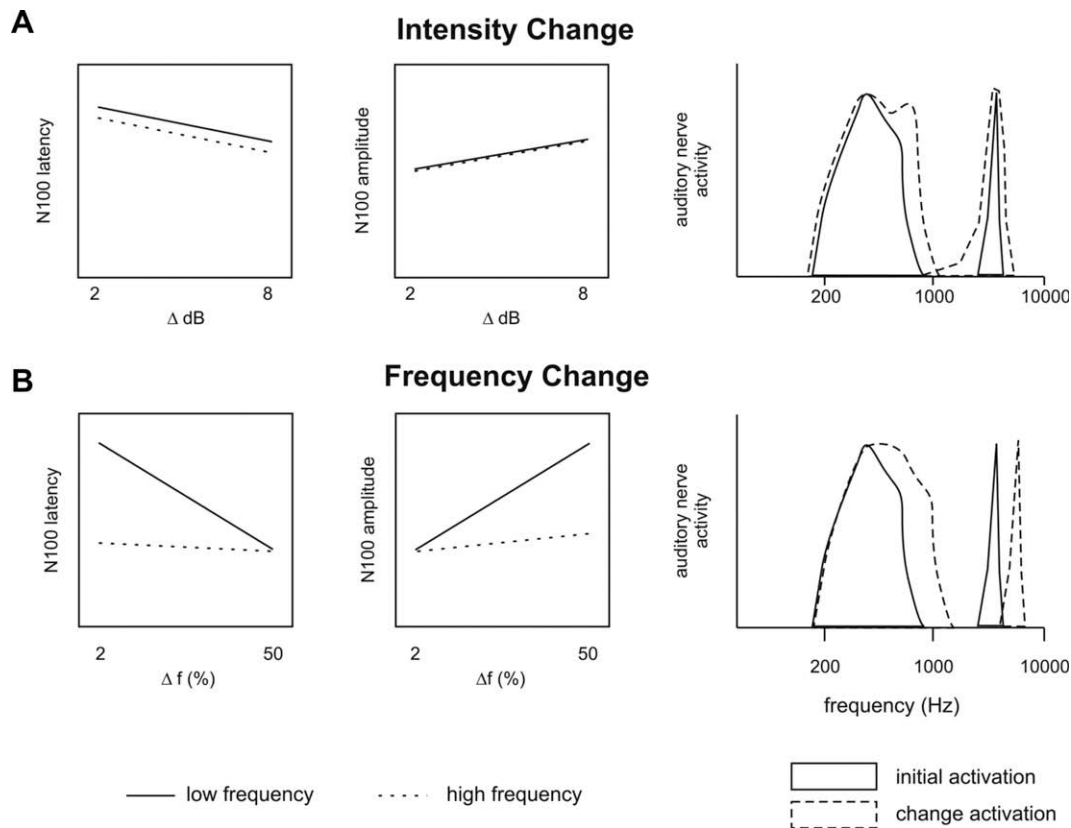 A
Intensity Change
N100 latency
2
8
Δ dB
N100 amplitude
2
8
Δ dB
auditory nerve
activity
200
1000
10000
B
Frequency Change
N100 latency
2
50
Δ f (%)
N100 amplitude
2
50
Δf (%)
auditory nerve
activity
200
1000
10000
frequency (Hz)
low frequency
high frequency
initial activation
change activation